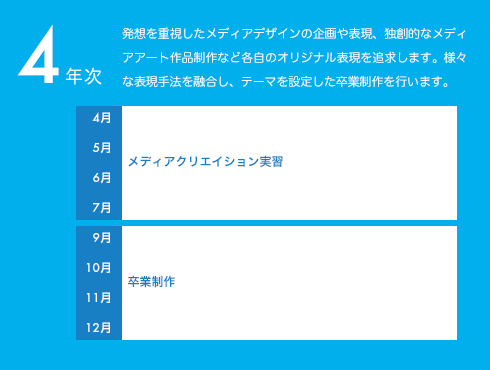 4年次
発想を重視したメディアデザインの企画や表現、独創的なメディ
アアート作品制作など各自のオリジナル表現を追求します。様々
な表現手法を融合し、テーマを設定した卒業制作を行います。
4月
5月
メディアクリエイション実習
6月
7月
9月
10月
卒業制作
11月
12月